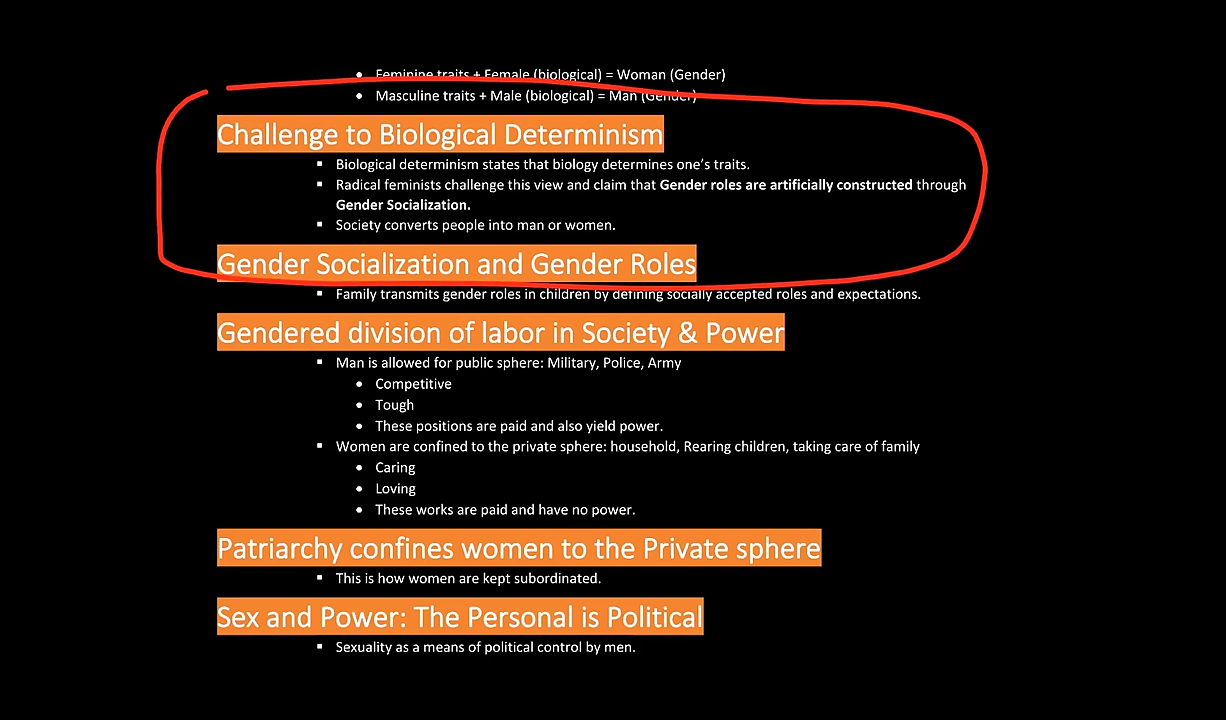 • Feminine traits + Female (biological) = Woman (Gender)
• Masculine traits + Male (biological) = Man (Gender)
Challenge to Biological Determinism
▪ Biological determinism states that biology determines one's traits.
▪ Radical feminists challenge this view and claim that Gender roles are artificially constructed through
Gender Socialization.
▪ Society converts people into man or women.
Gender Socialization and Gender Roles
▪ Family transmits gender roles in children by defining socially accepted roles and expectations.
Gendered division of labor in Society & Power
▪ Man is allowed for public sphere: Military, Police, Army
• Competitive
• Tough
• These positions are paid and also yield power.
▪ Women are confined to the private sphere: household, Rearing children, taking care of family
• Caring
• Loving
• These works are paid and have no power.
Patriarchy confines women to the Private sphere
▪ This is how women are kept subordinated.
Sex and Power: The Personal is Political
▪ Sexuality as a means of political control by men.